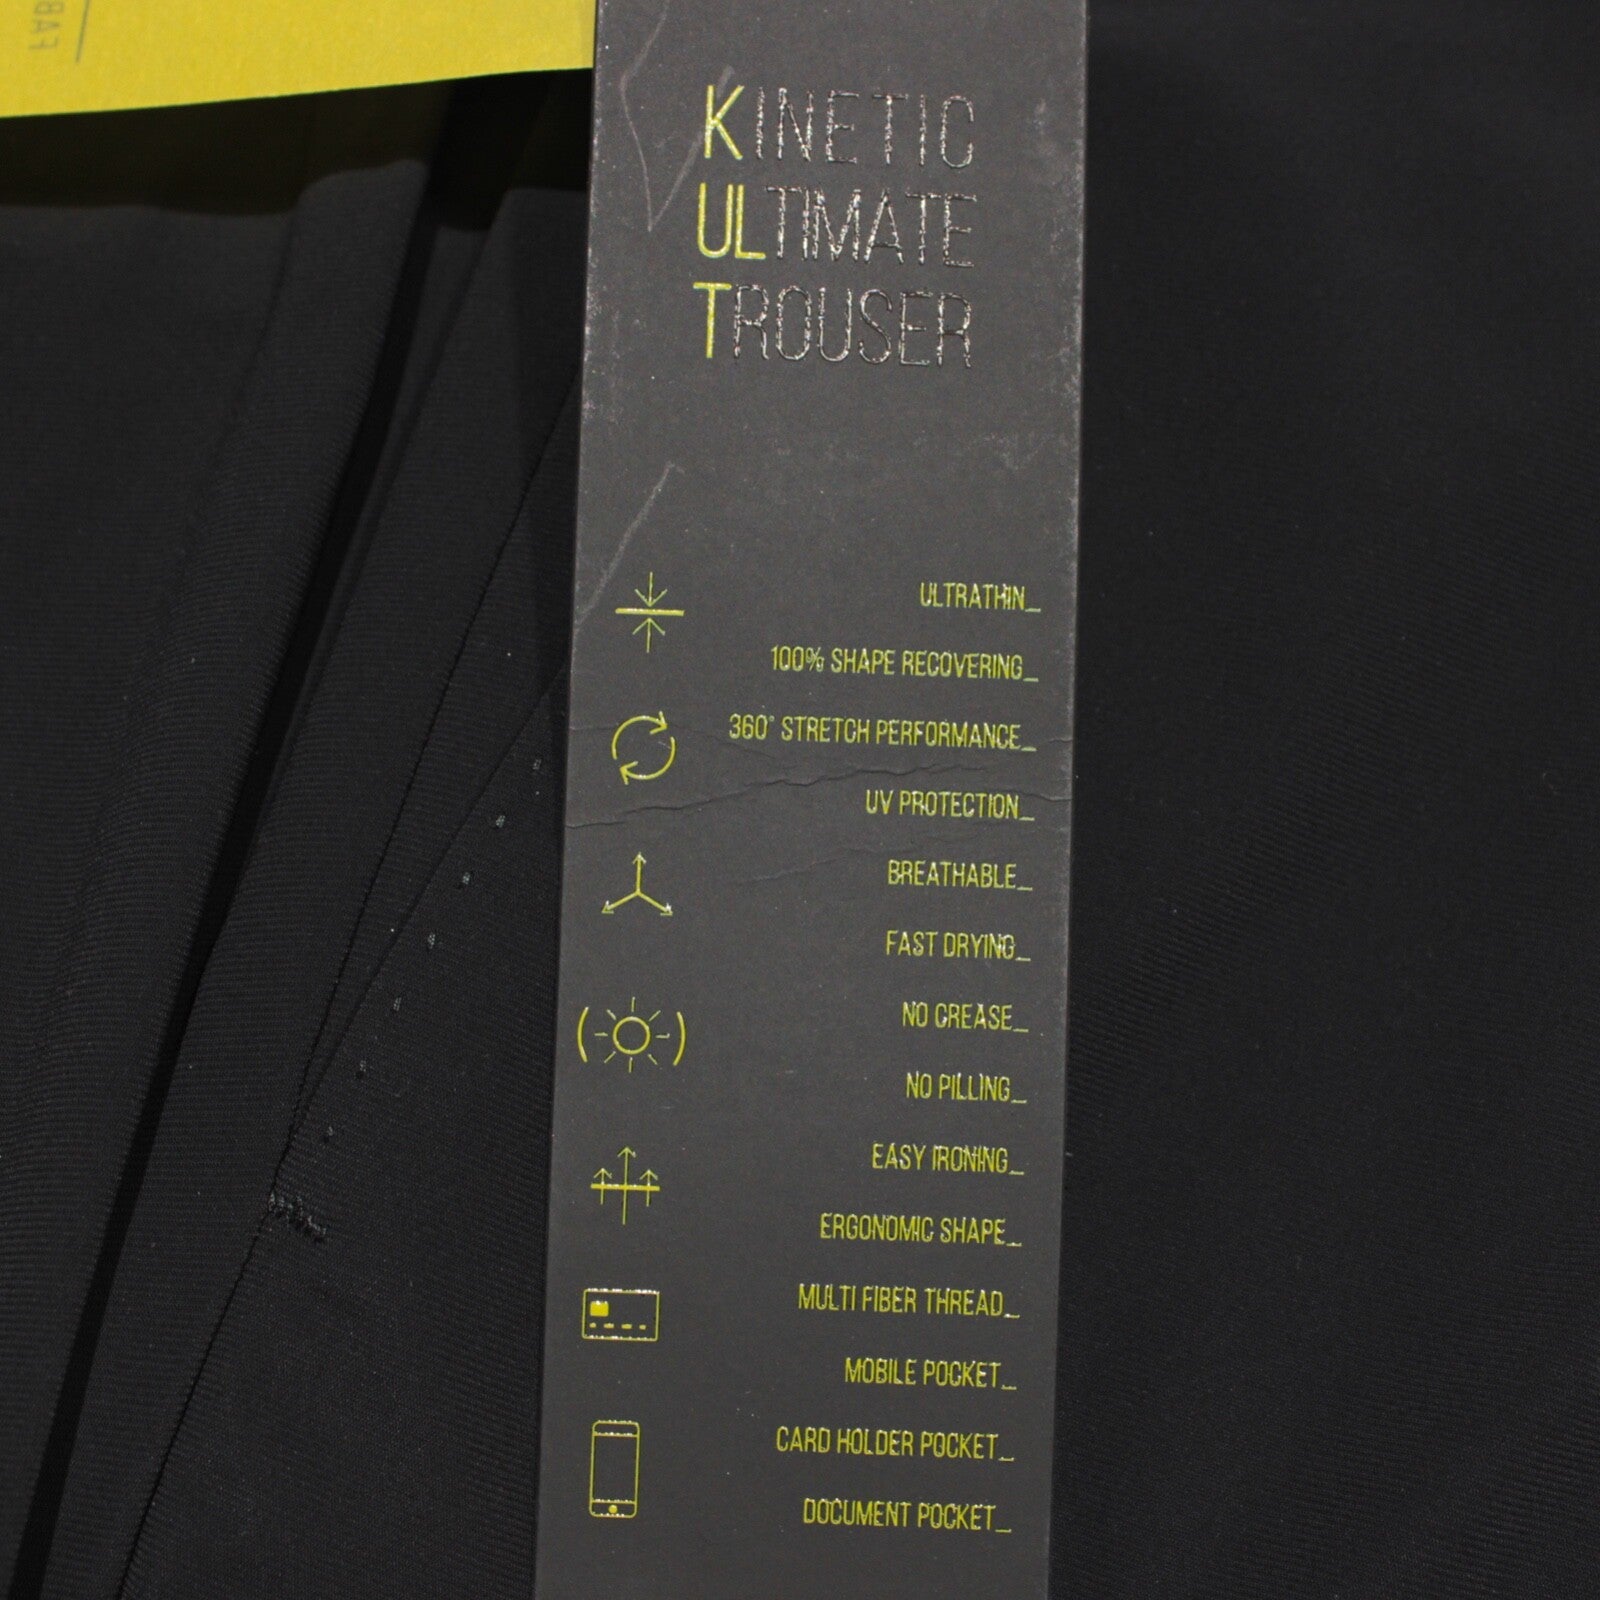 FAB
KINETIC
ULTIMATE
TROUSER
ULTRATHIN_
100% SHAPE RECOVERING_
360° STRETCH PERFORMANCE_
UV PROTECTION_
BREATHABLE_
FAST DRYING_
NO CREASE_
NO PILLING_
EASY IRONING_
ERGONOMIC SHAPE_
MULTI FIBER THREAD_
MOBILE POCKET_
CARD HOLDER POCKET_
DOCUMENT POCKET_